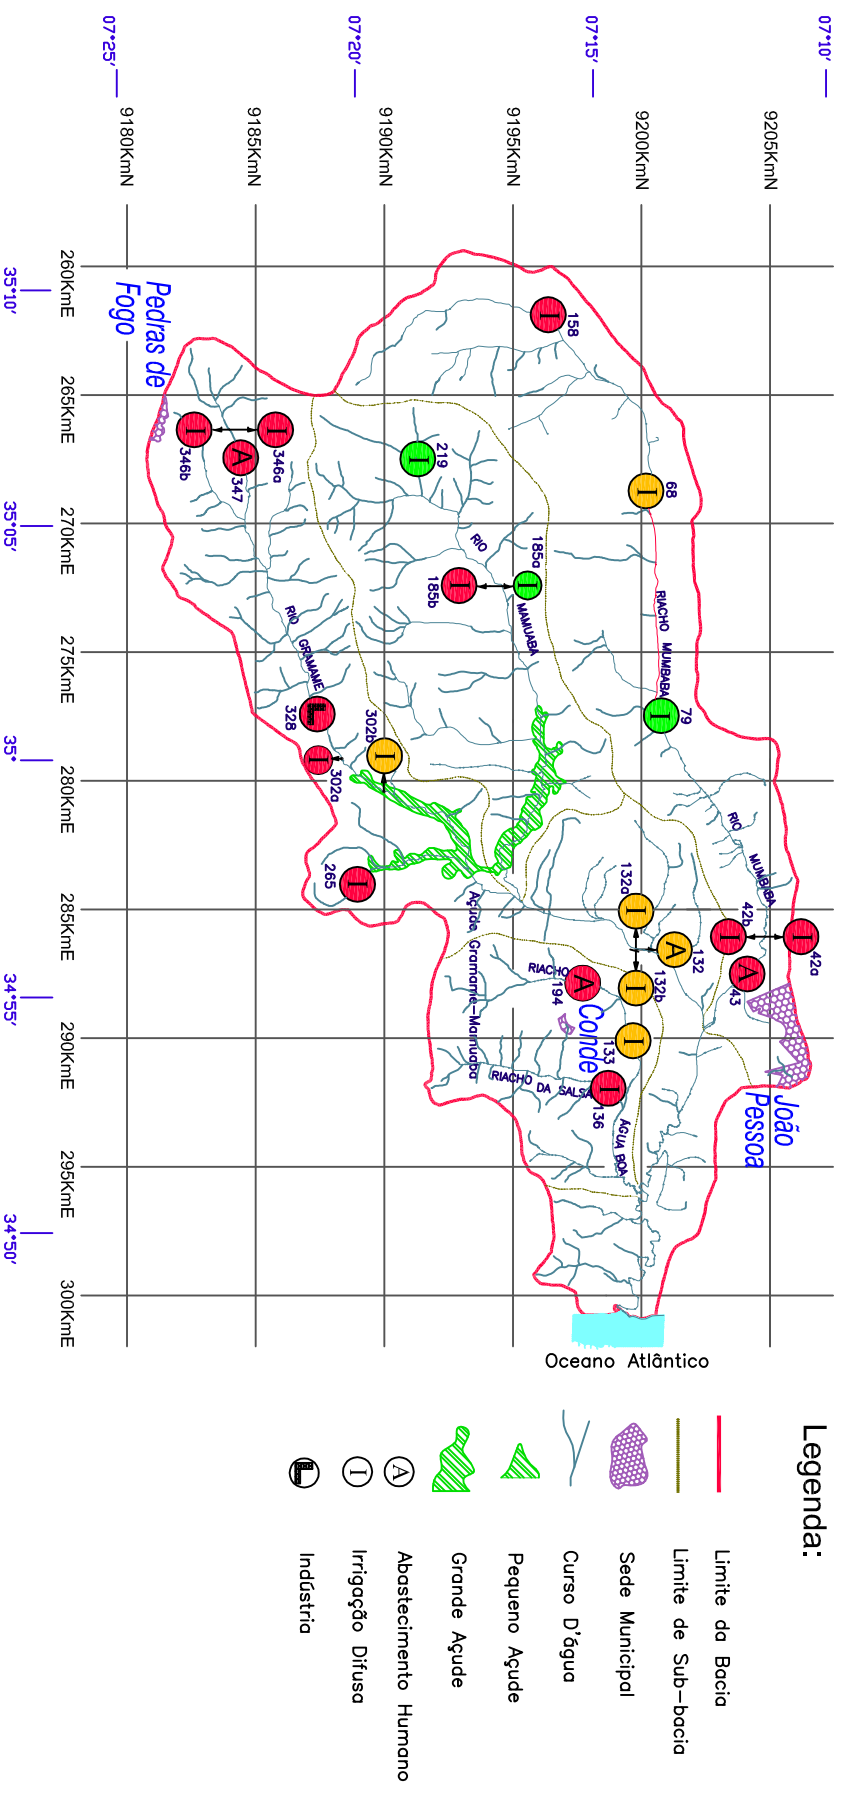 07°25'
07°20'
07°15'
07°10'
9180KmN
9185KmN
9190KmN
9195KmN
9200KmN
9205KmN
35°10'
35°05'
35°
34°55'
34°50'
260KmE
265KmE
270KmE
275KmE
280KmE
285KmE
290KmE
295KmE
300KmE
Pedras de
Fogo
João
Pessoa
Conde
I
158
I
68
RIACHO MUMBABA
I
79
RIO MUMBABA
I
42a
I
42b
A
43
I
219
RIO MAMUABA
I
185a
I
185b
I
346a
I
346b
A
347
RIO GRAMAME
328
I
302a
I
302b
I
265
I
132a
A
132
I
132b
I
133
RIACHO
A
194
I
136
RIACHO DA SALSA
ÁGUA BOA
Açude Gramame-Mamuaba
Oceano Atlântico
Legenda:
Limite da Bacia
Limite de Sub-bacia
Sede Municipal
Curso D'água
Pequeno Açude
Grande Açude
A
Abastecimento Humano
I
Irrigação Difusa
Indústria